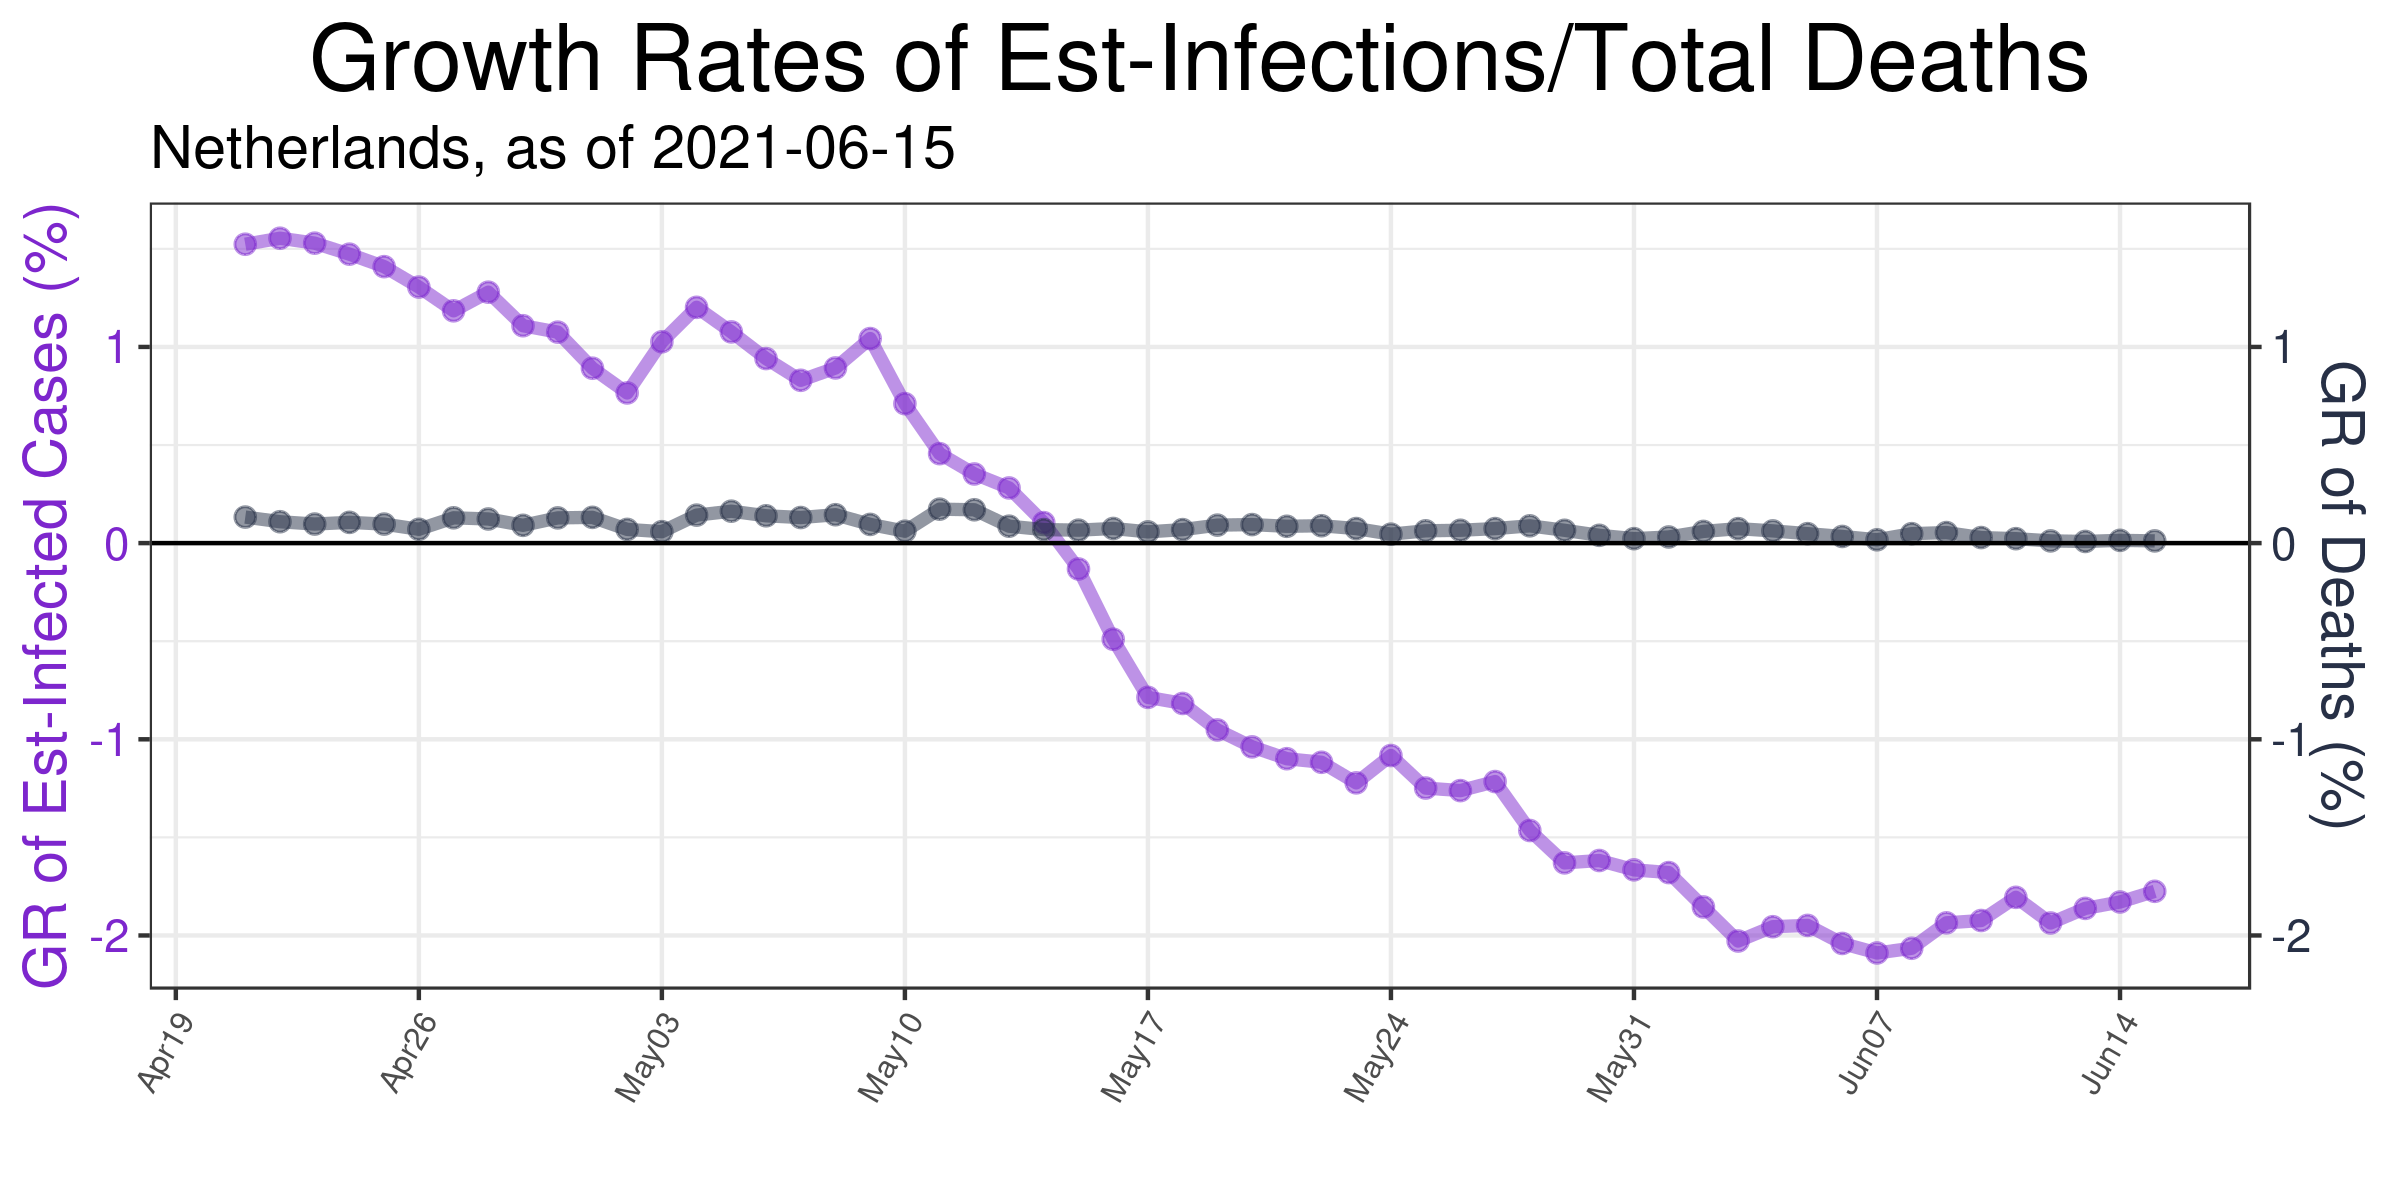 Growth Rates of Est-Infections/Total Deaths
Netherlands, as of 2021-06-15
GR of Est-Infected Cases (%)
1
0
-1
-2
1
0
-1
-2
GR of Deaths (%)
Apr19
Apr26
May03
May10
May17
May24
May31
Jun07
Jun14